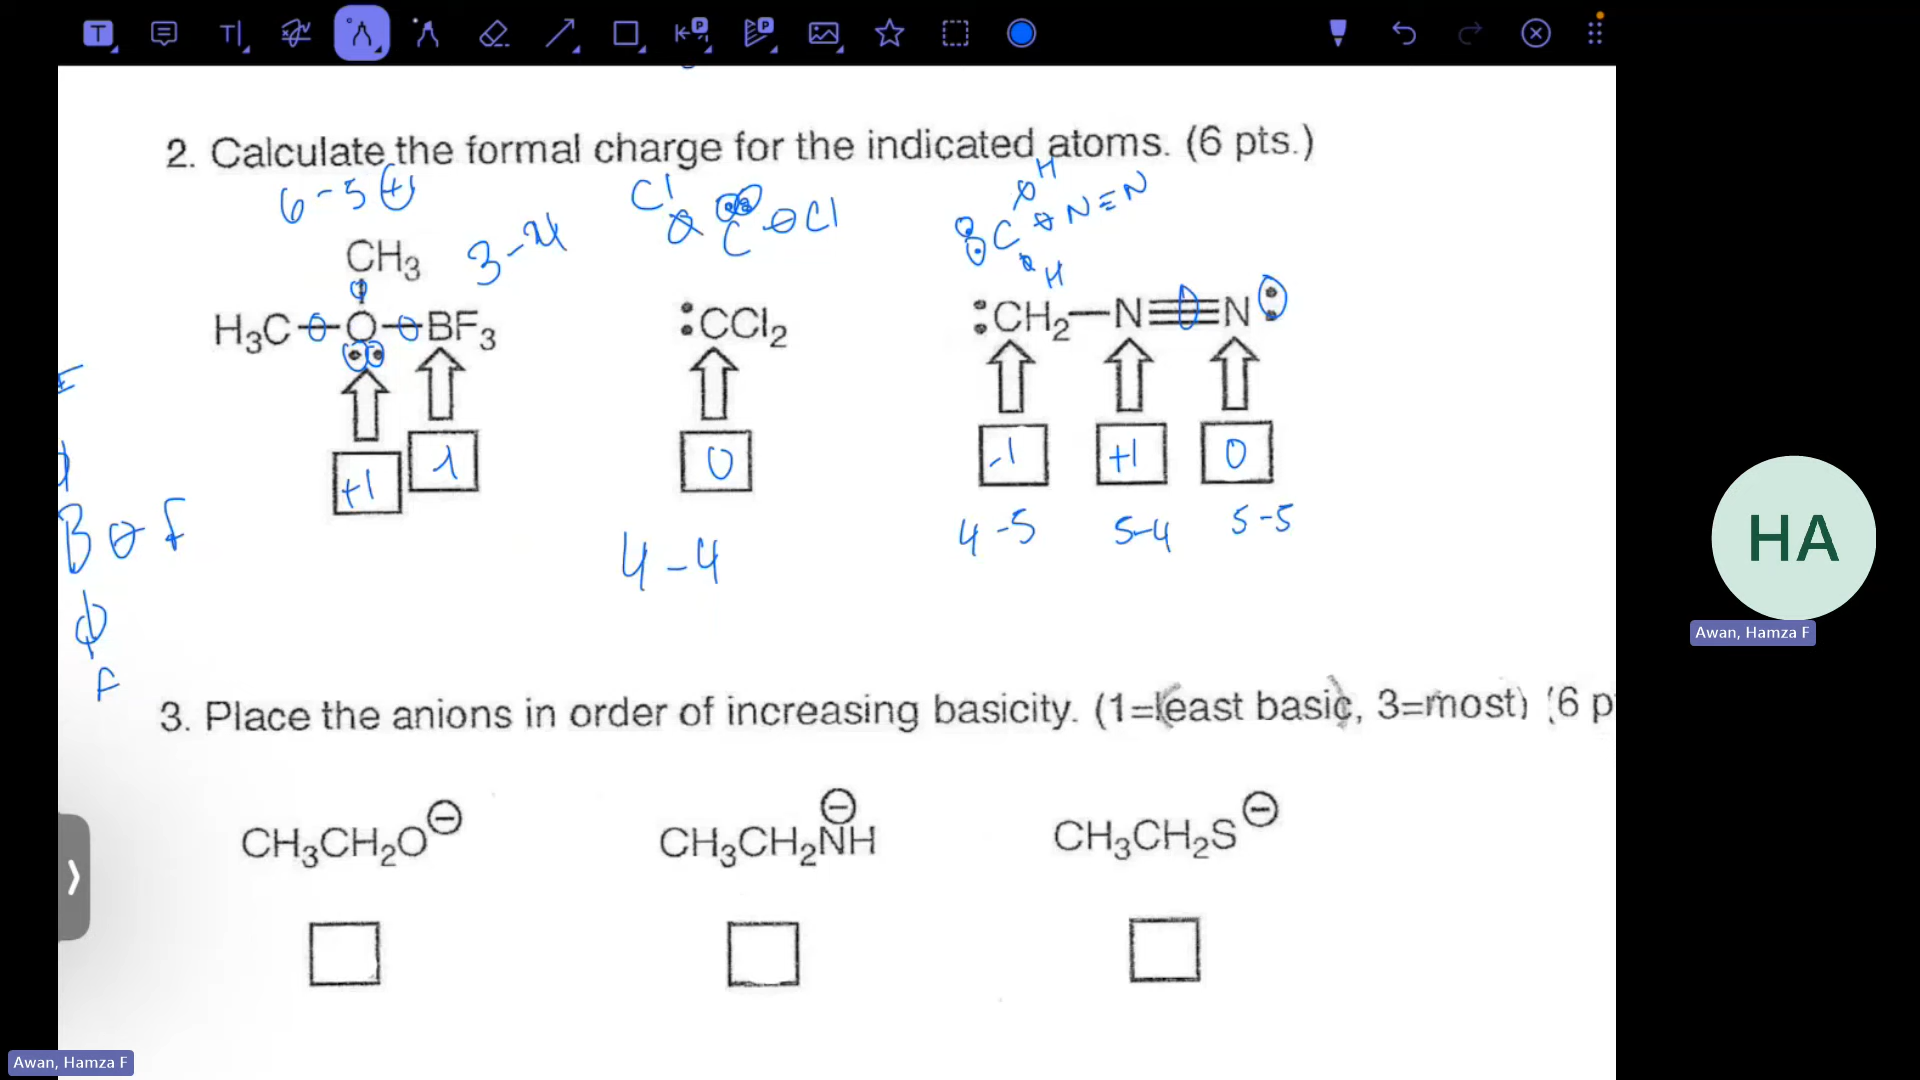 2. Calculate the formal charge for the indicated atoms. (6 pts.)
6-5 +1
3-4
Cl C Cl
H
C N≡N
H
CH₃
H₃C-O-BF₃
:CCl₂
:CH₂-N≡N:
+1
1
0
-1
+1
0
4-4
4-5
5-4
5-5
B F
F
3. Place the anions in order of increasing basicity. (1=least basic, 3=most) (6 p
CH₃CH₂O⊖
CH₃CH₂NH⊖
CH₃CH₂S⊖
HA
Awan, Hamza F
Awan, Hamza F